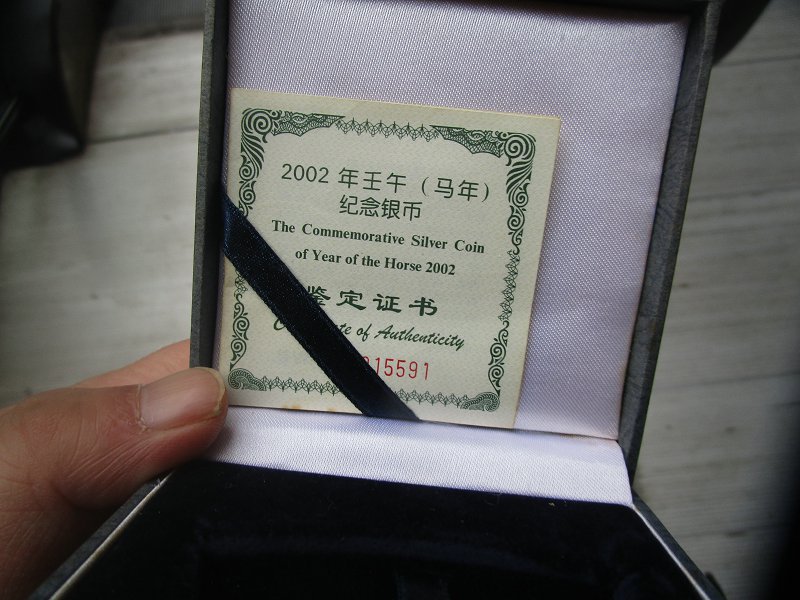 2002 年壬午（马年）
纪念银币
The Commemorative Silver Coin
of Year of the Horse 2002
鉴定证书
of Authenticity
15591